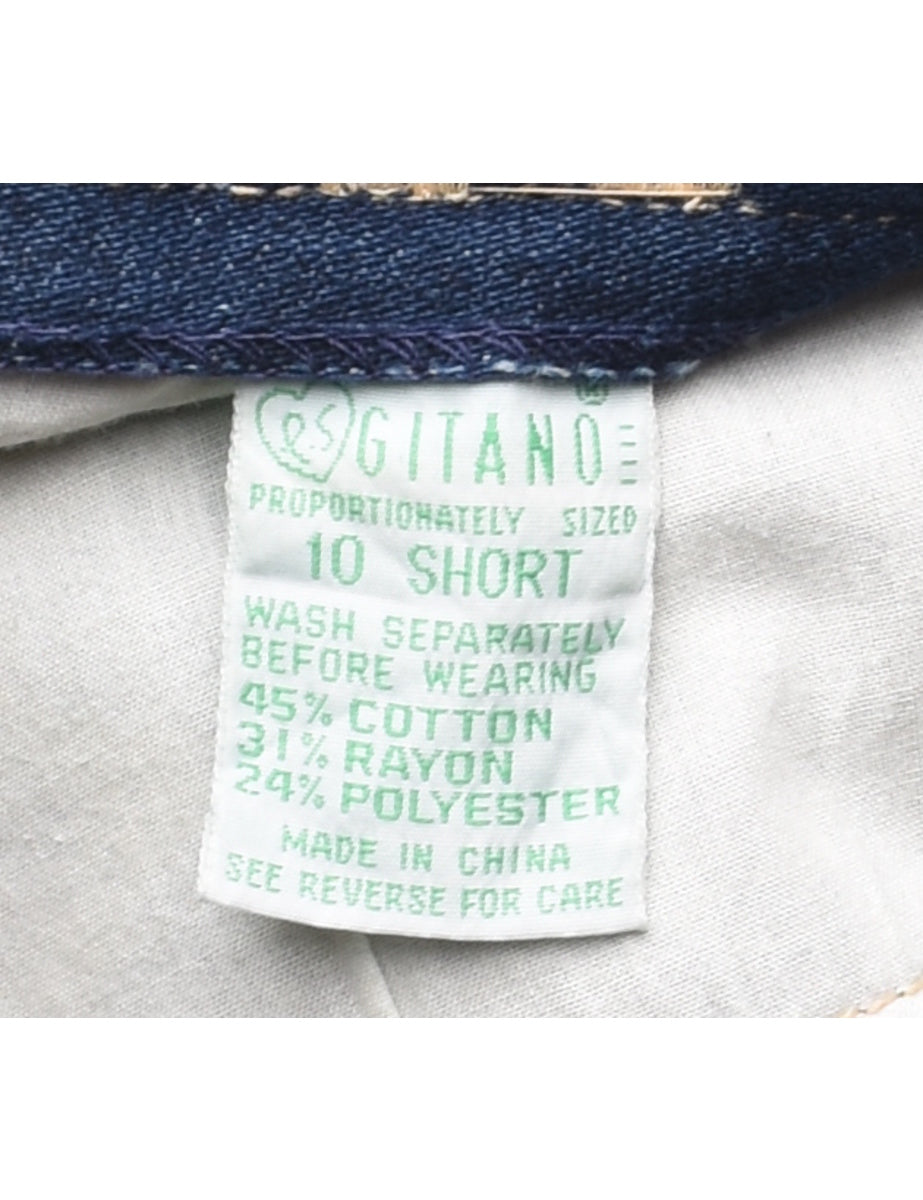 PS GITANO ®
PROPORTIONATELY SIZED
10 SHORT
WASH SEPARATELY
BEFORE WEARING
45% COTTON
31% RAYON
24% POLYESTER
MADE IN CHINA
SEE REVERSE FOR CARE